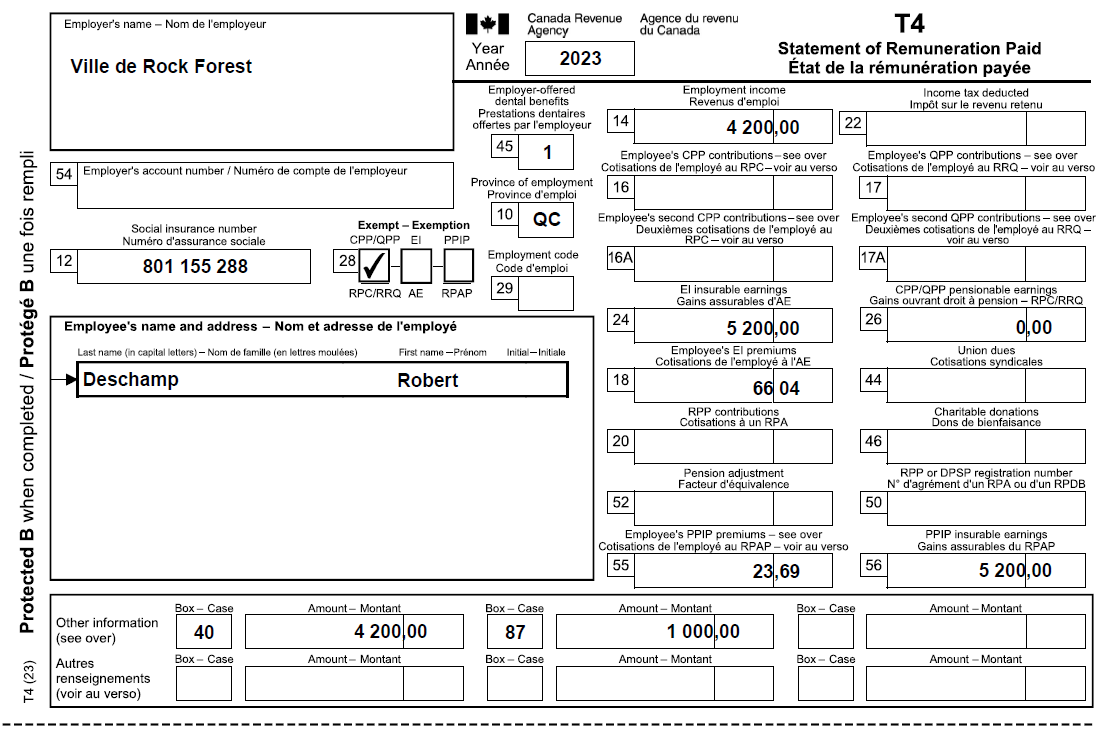 Employer's name – Nom de l'employeur
Ville de Rock Forest
Canada Revenue Agency
Agence du revenu du Canada
Year
Année
2023
T4
Statement of Remuneration Paid
État de la rémunération payée
Employer-offered dental benefits
Prestations dentaires offertes par l'employeur
45 1
Employment income
Revenus d'emploi
14 4 200,00
Income tax deducted
Impôt sur le revenu retenu
22
54 Employer's account number / Numéro de compte de l'employeur
Province of employment
Province d'emploi
10 QC
Employee's CPP contributions – see over
Cotisations de l'employé au RPC – voir au verso
16
Employee's QPP contributions – see over
Cotisations de l'employé au RRQ – voir au verso
17
Social insurance number
Numéro d'assurance sociale
12 801 155 288
Exempt – Exemption
CPP/QPP EI PPIP
28 ✓
RPC/RRQ AE RPAP
Employment code
Code d'emploi
29
Employee's second CPP contributions – see over
Deuxièmes cotisations de l'employé au RPC – voir au verso
16A
Employee's second QPP contributions – see over
Deuxièmes cotisations de l'employé au RRQ – voir au verso
17A
EI insurable earnings
Gains assurables d'AE
24 5 200,00
CPP/QPP pensionable earnings
Gains ouvrant droit à pension – RPC/RRQ
26 0,00
Employee's name and address – Nom et adresse de l'employé
Last name (in capital letters) – Nom de famille (en lettres moulées) First name – Prénom Initial – Initiale
Deschamp Robert
Employee's EI premiums
Cotisations de l'employé à l'AE
18 66 04
Union dues
Cotisations syndicales
44
RPP contributions
Cotisations à un RPA
20
Charitable donations
Dons de bienfaisance
46
Pension adjustment
Facteur d'équivalence
52
RPP or DPSP registration number
N° d'agrément d'un RPA ou d'un RPDB
50
Employee's PPIP premiums – see over
Cotisations de l'employé au RPAP – voir au verso
55 23,69
PPIP insurable earnings
Gains assurables du RPAP
56 5 200,00
Other information
(see over)
Box – Case Amount – Montant Box – Case Amount – Montant Box – Case Amount – Montant
40 4 200,00 87 1 000,00
Autres renseignements
(voir au verso)
Box – Case Amount – Montant Box – Case Amount – Montant Box – Case Amount – Montant
Protected B when completed / Protégé B une fois rempli
T4 (23)